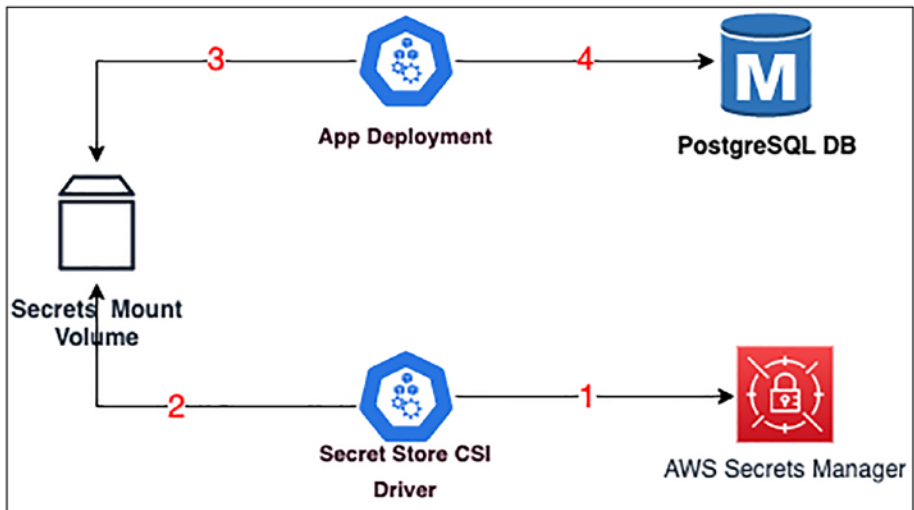 3
4
M
App Deployment
PostgreSQL DB
Secrets Mount
Volume
2
1
Secret Store CSI
Driver
AWS Secrets Manager